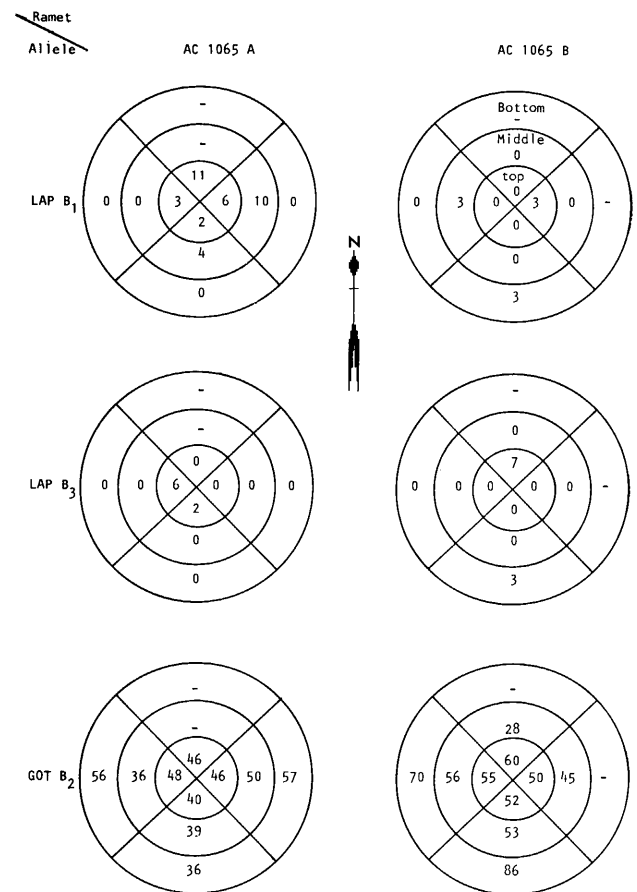 Ramet
Allele
AC 1065 A
AC 1065 B
LAP B1
-
-
11
0 0 3 6 10 0
2
4
0
Bottom
-
Middle
0
top
0
0 3 0 3 0 -
0
0
3
N
LAP B3
-
-
0
0 0 6 0 0 0
2
0
0
-
0
7
0 0 0 0 0 -
0
0
3
GOT B2
-
-
46
56 36 48 46 50 57
40
39
36
-
28
60
70 56 55 50 45 -
52
53
86